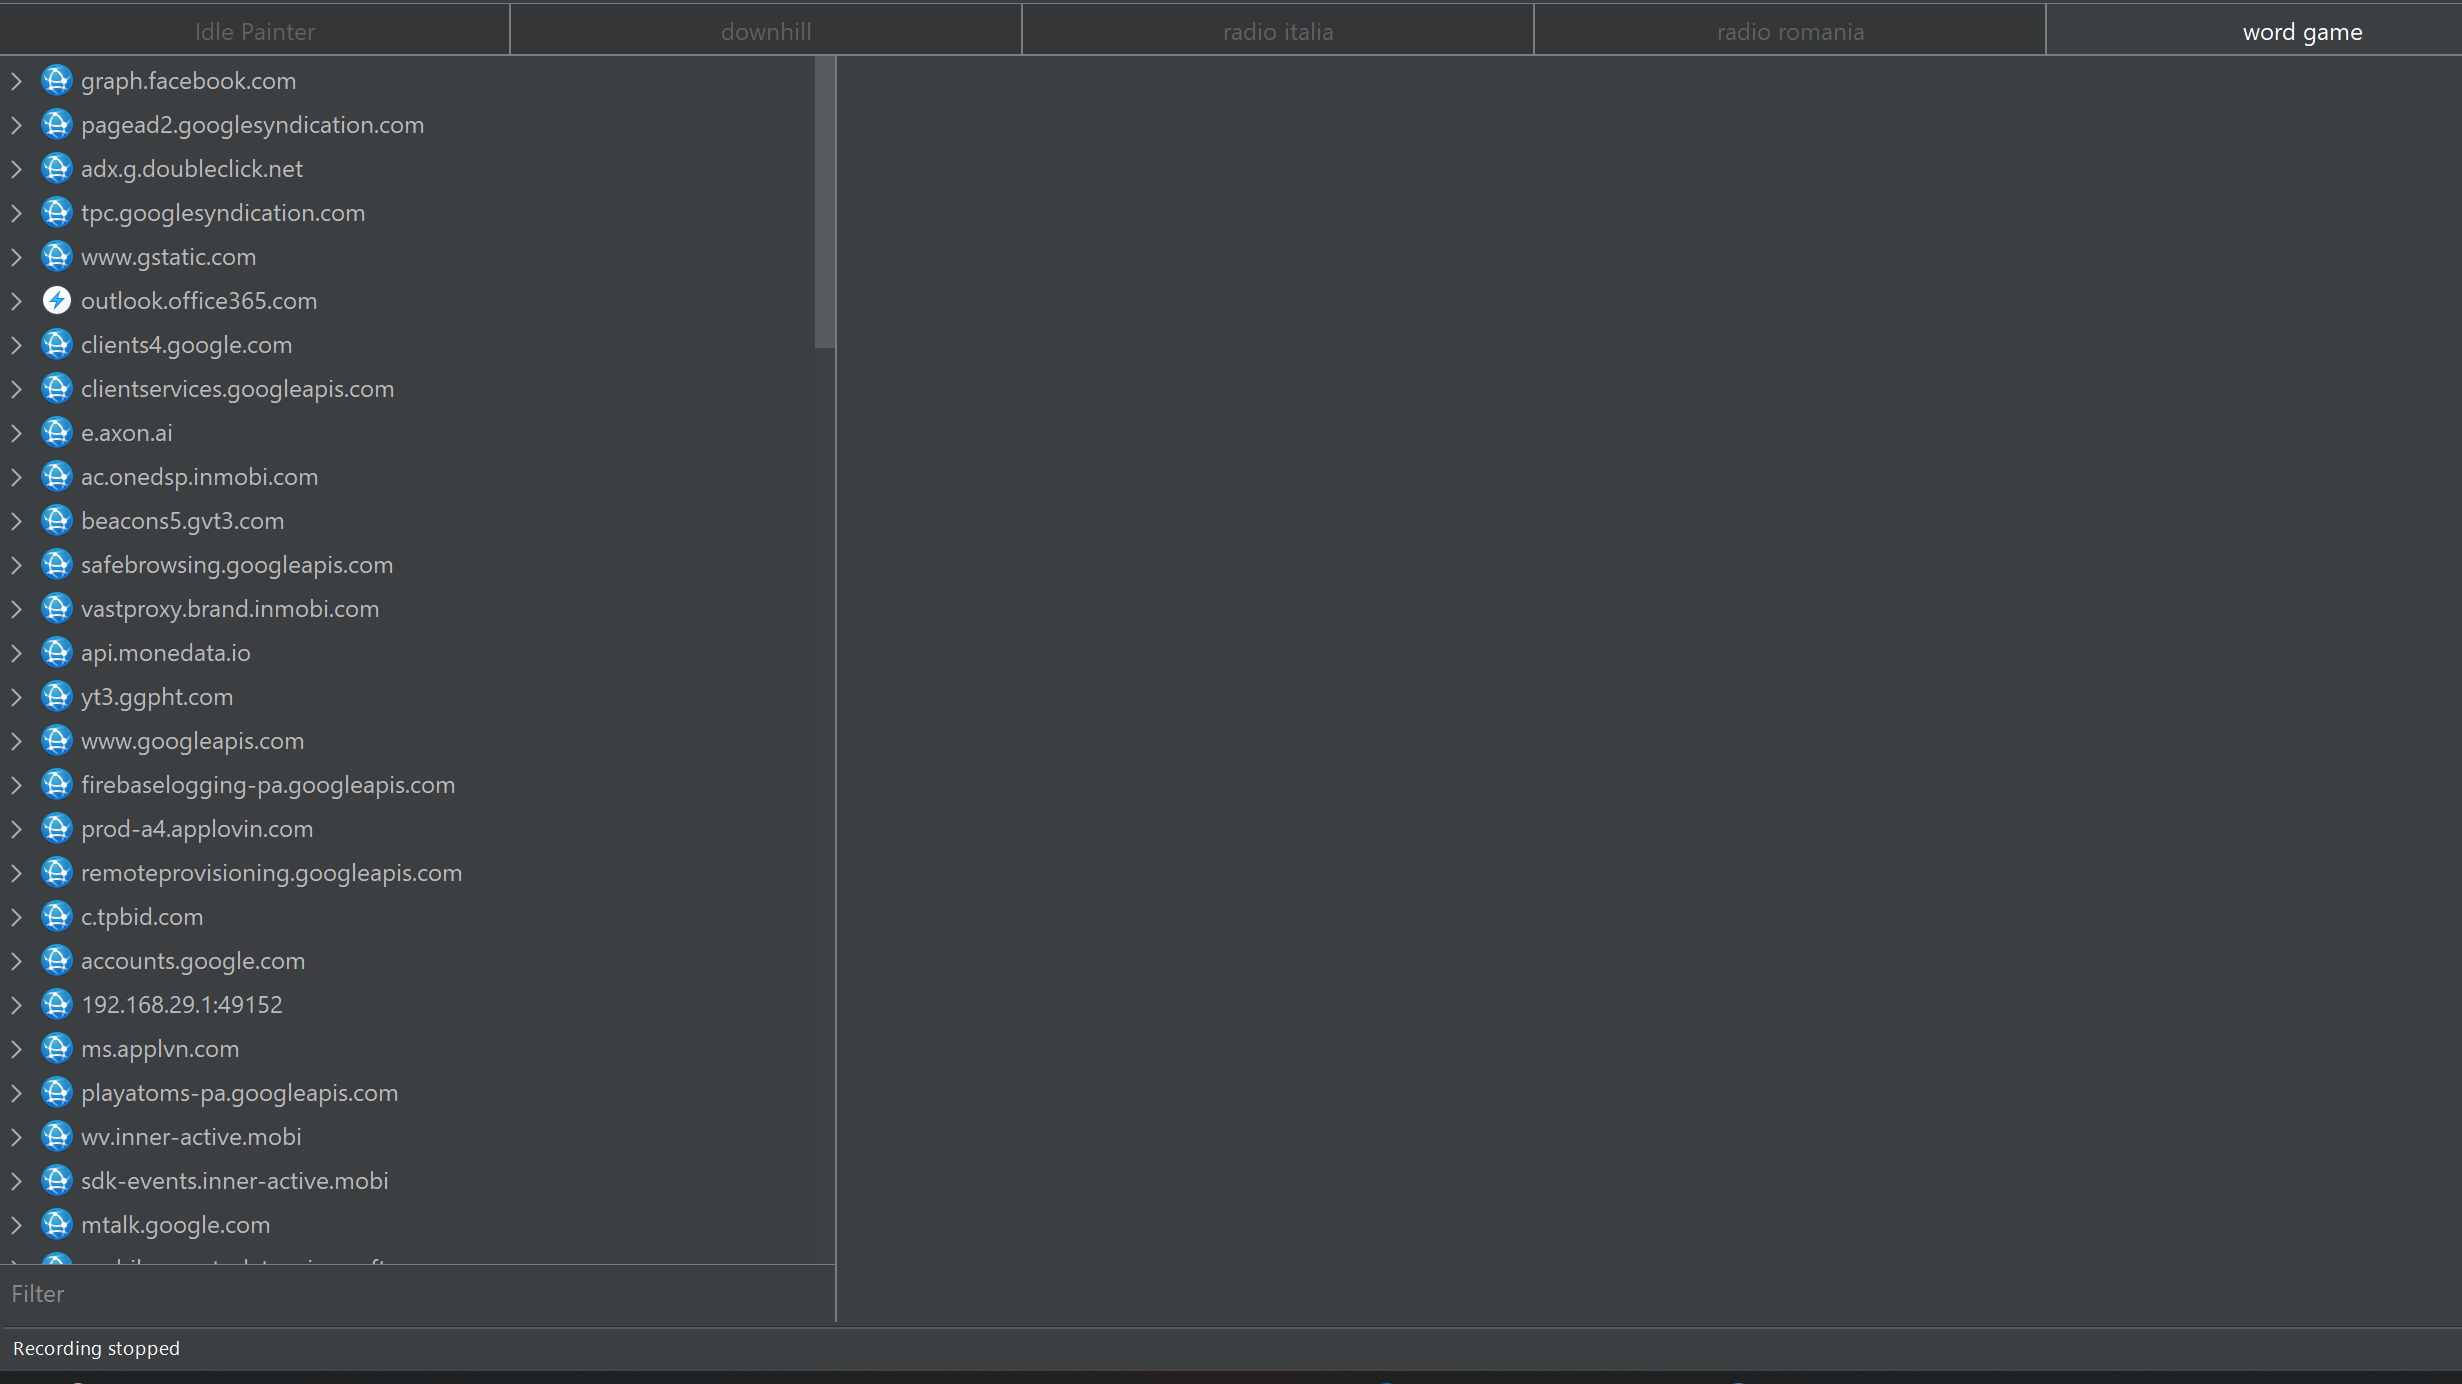 Idle Painter
downhill
radio italia
radio romania
word game
graph.facebook.com
pagead2.googlesyndication.com
adx.g.doubleclick.net
tpc.googlesyndication.com
www.gstatic.com
outlook.office365.com
clients4.google.com
clientservices.googleapis.com
e.axon.ai
ac.onedsp.inmobi.com
beacons5.gvt3.com
safebrowsing.googleapis.com
vastproxy.brand.inmobi.com
api.monedata.io
yt3.ggpht.com
www.googleapis.com
firebaselogging-pa.googleapis.com
prod-a4.applovin.com
remoteprovisioning.googleapis.com
c.tpbid.com
accounts.google.com
192.168.29.1:49152
ms.applvn.com
playatoms-pa.googleapis.com
wv.inner-active.mobi
sdk-events.inner-active.mobi
mtalk.google.com
Filter
Recording stopped